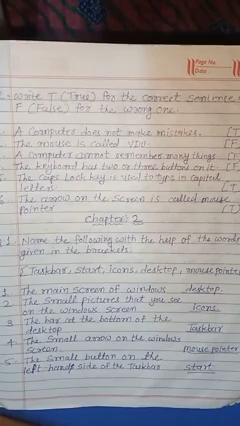 Page No.
Date
2. Write T (True) for the correct sentence
F (False) for the wrong one.
A Computer does not make mistakes. (T
The mouse is called VDU. (F
A computer cannot remember many things (F
The keyboard has two or three buttons on it (F
The Caps Lock key is used to type in capital
letters (T
The arrow on the screen is called mouse
pointer (T)
Chapter 2
Q1. Name the following with the help of the words
given in the brackets.
[ Taskbar, start, icons, desktop, mouse pointer
1. The main screen of windows desktop.
2. The small pictures that you see
on the windows screen icons
3. The bar at the bottom of the
desktop Taskbar
4. The small arrow on the windows
screen. mouse pointer
5. The small button on the
left hand side of the Taskbar start